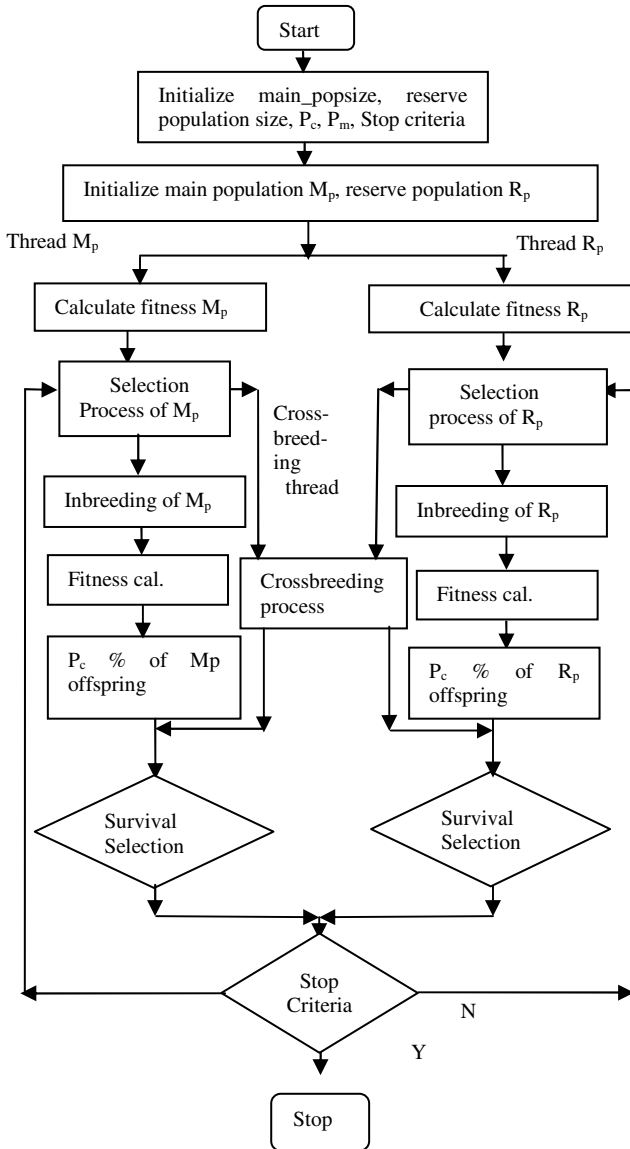 Start
Initialize main_popsize, reserve
population size, Pc, Pm, Stop criteria
Initialize main population Mp, reserve population Rp
Thread Mp
Thread Rp
Calculate fitness Mp
Calculate fitness Rp
Selection
Process of Mp
Cross-
breed-
ing
thread
Selection
process of Rp
Inbreeding of Mp
Inbreeding of Rp
Fitness cal.
Crossbreeding
process
Fitness cal.
Pc % of Mp
offspring
Pc % of Rp
offspring
Survival
Selection
Survival
Selection
Stop
Criteria
N
Y
Stop